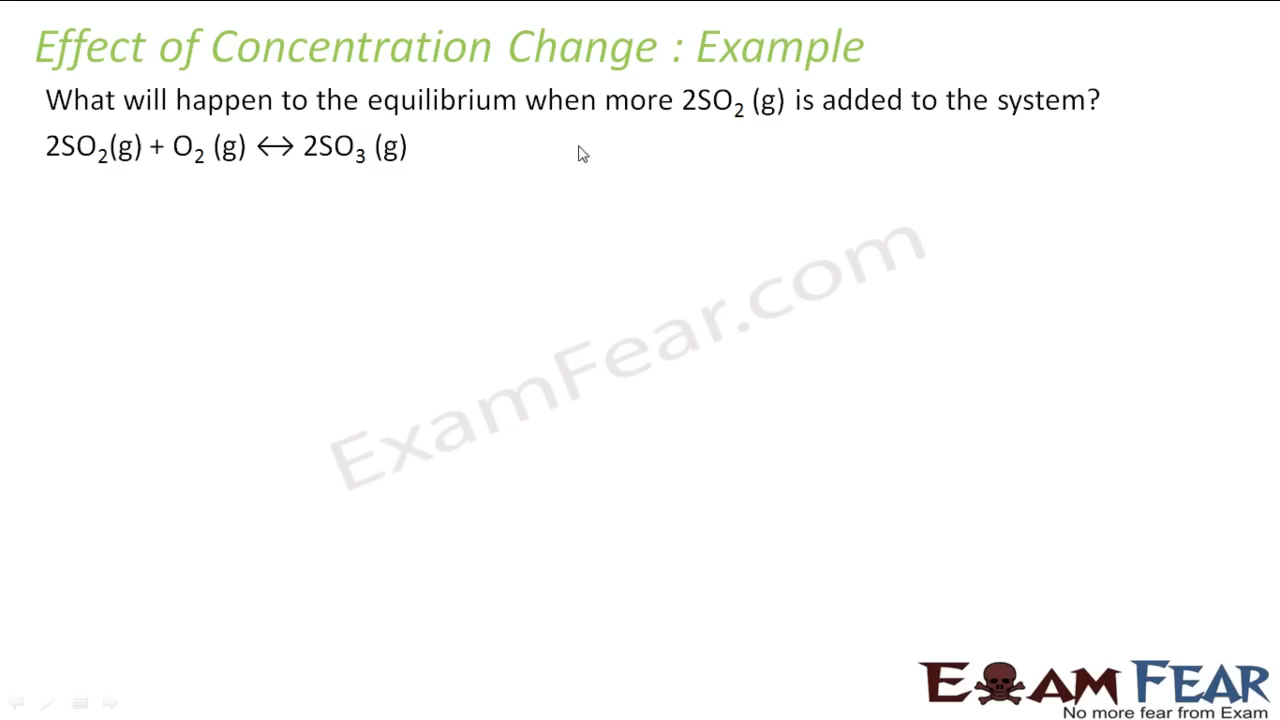 Effect of Concentration Change : Example
What will happen to the equilibrium when more 2SO₂ (g) is added to the system?
2SO₂(g) + O₂ (g) ↔ 2SO₃ (g)
ExamFear.com
EXAM FEAR
No more fear from Exam